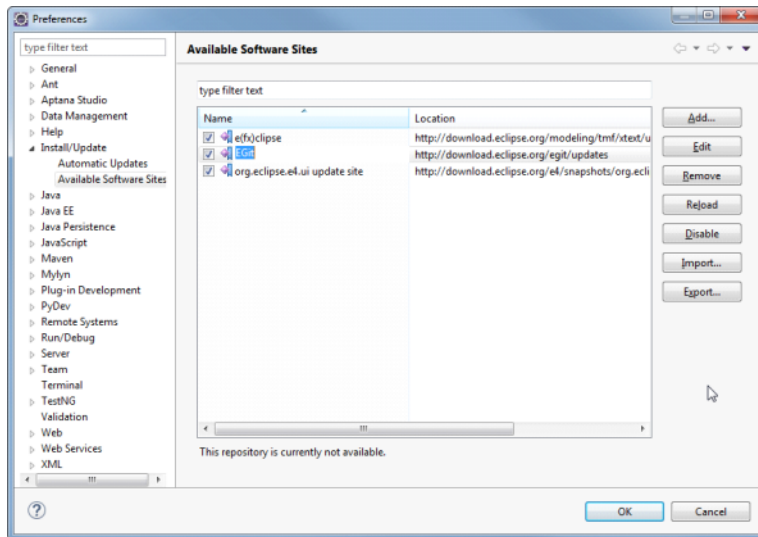 Preferences
type filter text
General
Ant
Aptana Studio
Data Management
Help
Install/Update
Automatic Updates
Available Software Sites
Java
Java EE
Java Persistence
JavaScript
Maven
Mylyn
Plug-in Development
PyDev
Remote Systems
Run/Debug
Server
Team
Terminal
TestNG
Validation
Web
Web Services
XML
Available Software Sites
type filter text
Name Location
e(fx)clipse http://download.eclipse.org/modeling/tmf/xtext/u
EGit http://download.eclipse.org/egit/updates
org.eclipse.e4.ui update site http://download.eclipse.org/e4/snapshots/org.ecli
Add...
Edit
Remove
Reload
Disable
Import...
Export...
This repository is currently not available.
OK Cancel